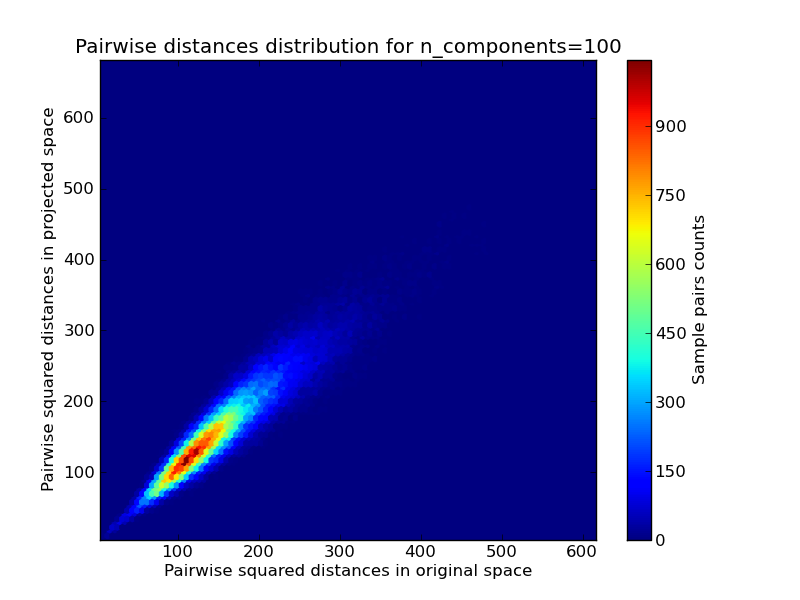 Pairwise distances distribution for n_components=100
Pairwise squared distances in projected space
600
500
400
300
200
100
100 200 300 400 500 600
Pairwise squared distances in original space
900
750
600
450
300
150
0
Sample pairs counts